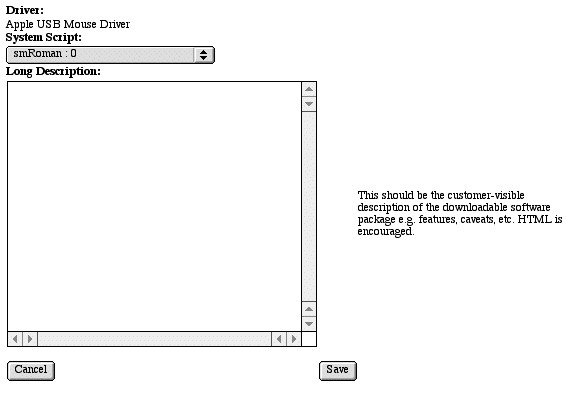 Driver:
Apple USB Mouse Driver
System Script:
smRoman : 0
Long Description:
This should be the customer-visible
description of the downloadable software
package e.g. features, caveats, etc. HTML is
encouraged.
Cancel
Save